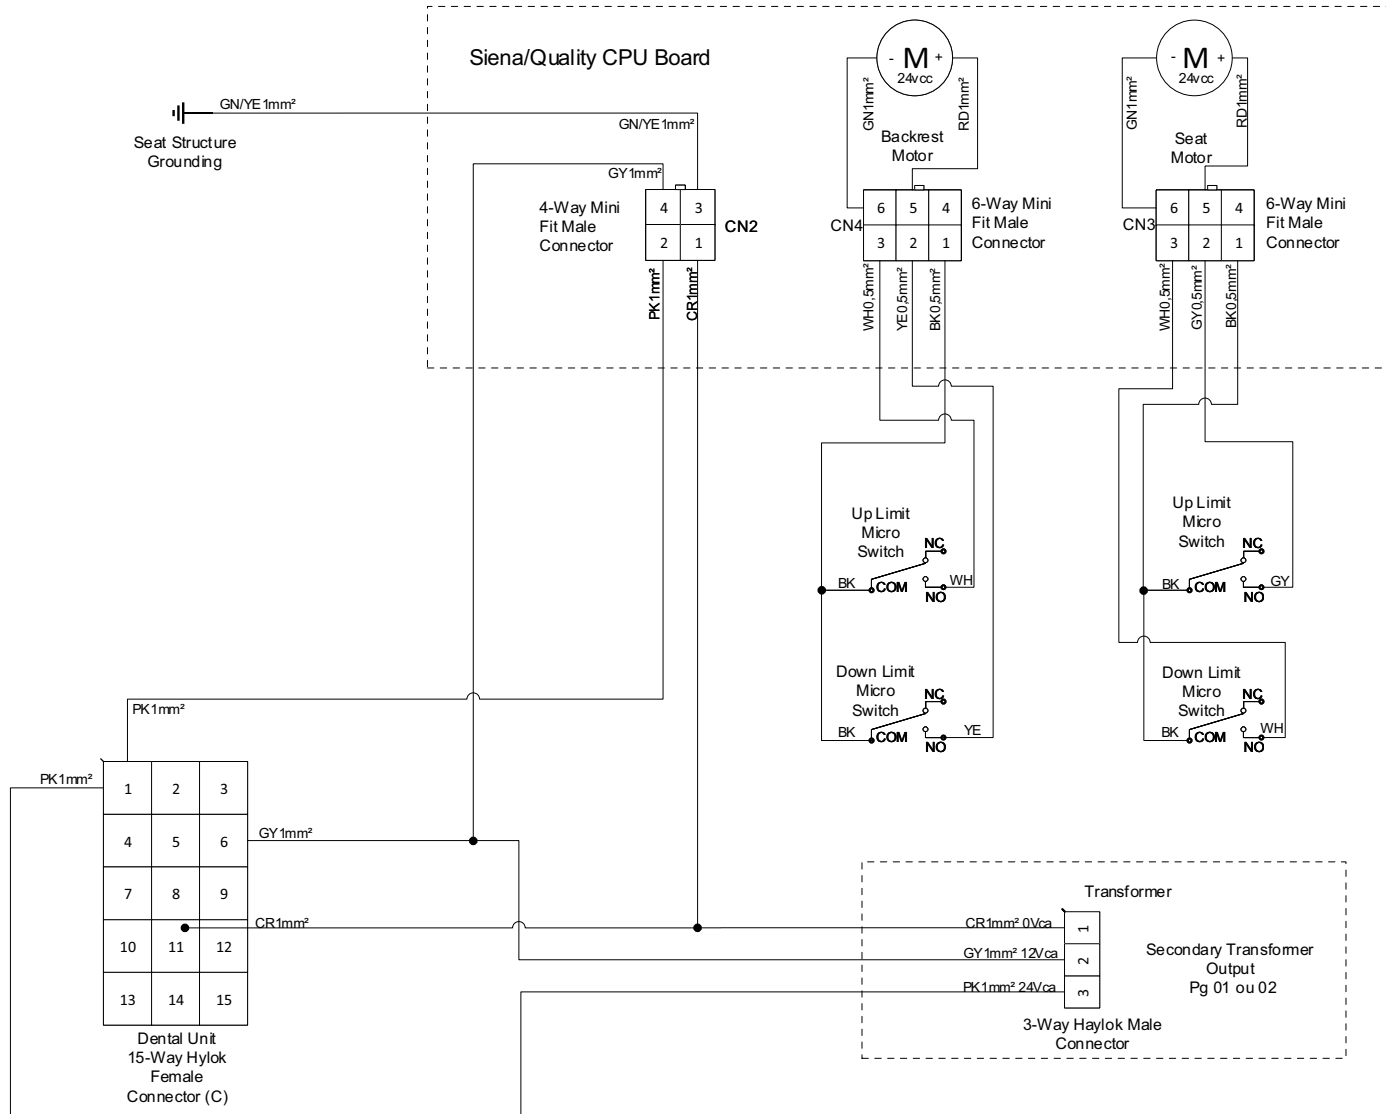 Siena/Quality CPU Board
- M +
24vcc
- M +
24vcc
GN1mm²
RD1mm²
GN1mm²
RD1mm²
Backrest
Motor
Seat
Motor
GN/YE1mm²
GN/YE1mm²
Seat Structure
Grounding
GY1mm²
4-Way Mini
Fit Male
Connector
4 3
2 1
CN2
CN4
6 5 4
3 2 1
6-Way Mini
Fit Male
Connector
CN3
6 5 4
3 2 1
6-Way Mini
Fit Male
Connector
PK1mm²
CR1mm²
WH0,5mm²
YE0,5mm²
BK0,5mm²
WH0,5mm²
GY0,5mm²
BK0,5mm²
Up Limit
Micro
Switch
NC
BK
COM
WH
NO
Up Limit
Micro
Switch
NC
BK
COM
GY
NO
Down Limit
Micro
Switch
NC
BK
COM
YE
NO
Down Limit
Micro
Switch
NC
BK
COM
WH
NO
PK1mm²
PK1mm²
1 2 3
4 5 6
7 8 9
10 11 12
13 14 15
GY1mm²
CR1mm²
Dental Unit
15-Way Hylok
Female
Connector (C)
Transformer
CR1mm² 0Vca
1
GY1mm² 12Vca
2
PK1mm² 24Vca
3
Secondary Transformer
Output
Pg 01 ou 02
3-Way Haylok Male
Connector